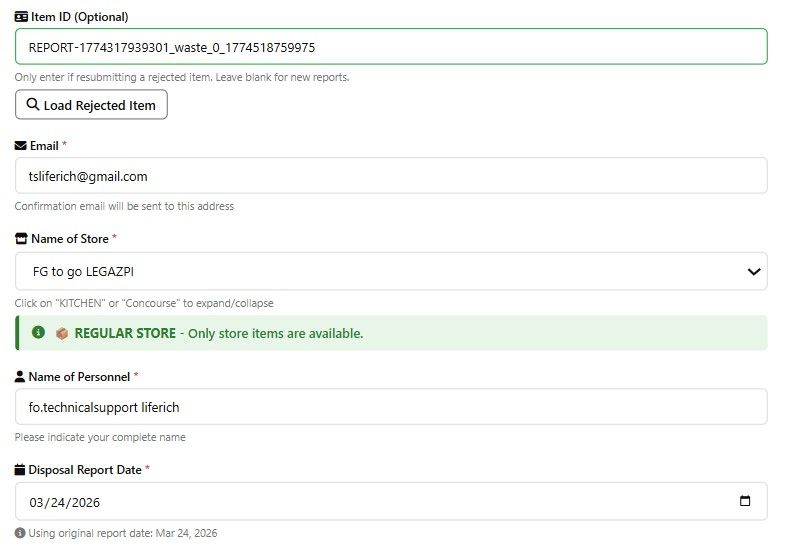 Item ID (Optional)
REPORT-1774317939301_waste_0_1774518759975
Only enter if resubmitting a rejected item. Leave blank for new reports.
Load Rejected Item
Email *
tsliferich@gmail.com
Confirmation email will be sent to this address
Name of Store *
FG to go LEGAZPI
Click on "KITCHEN" or "Concourse" to expand/collapse
REGULAR STORE - Only store items are available.
Name of Personnel *
fo.technicalsupport liferich
Please indicate your complete name
Disposal Report Date *
03/24/2026
Using original report date: Mar 24, 2026